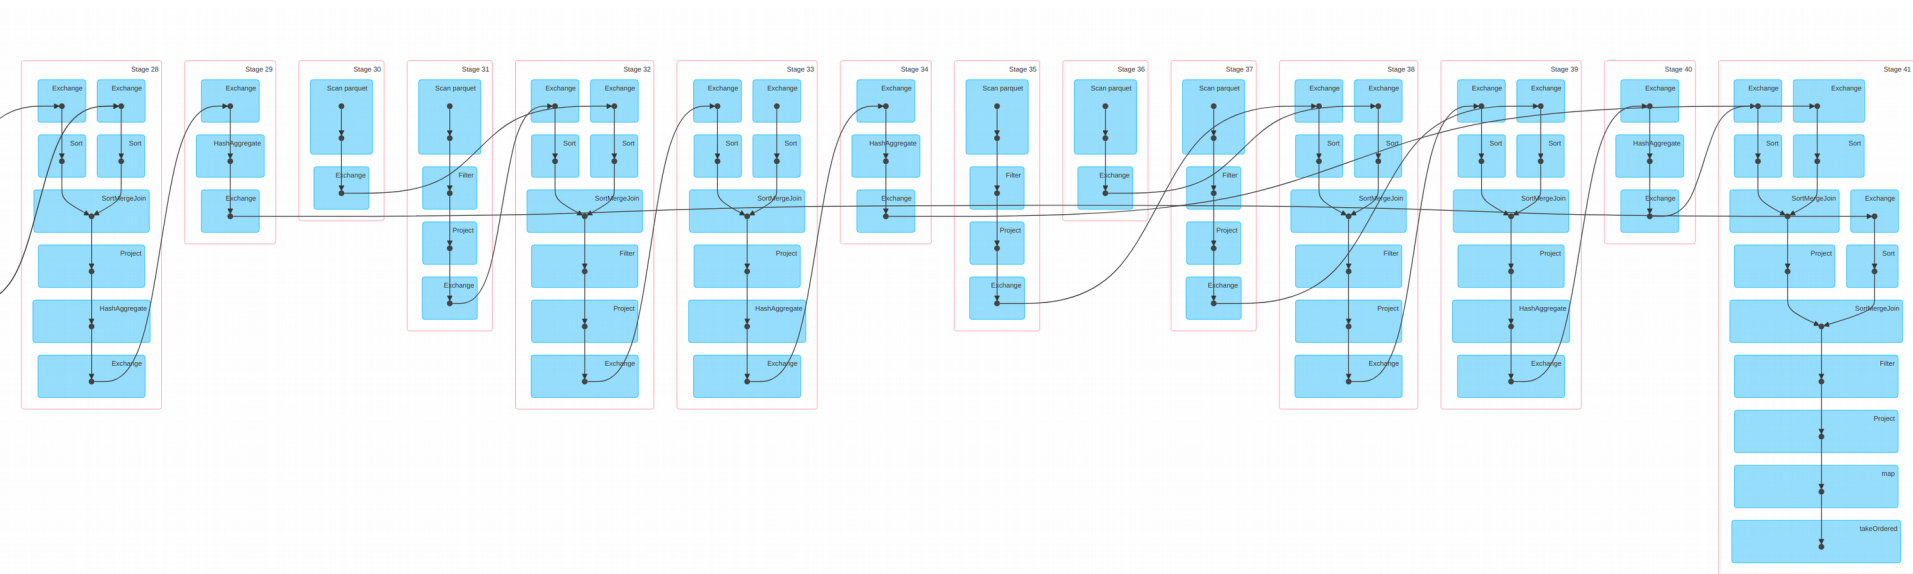 Stage 28
Exchange
Exchange
Sort
Sort
SortMergeJoin
Project
HashAggregate
Exchange
Stage 29
Exchange
HashAggregate
Exchange
Stage 30
Scan parquet
Exchange
Stage 31
Scan parquet
Filter
Project
Exchange
Stage 32
Exchange
Exchange
Sort
Sort
SortMergeJoin
Filter
Project
Exchange
Stage 33
Exchange
Exchange
Sort
Sort
SortMergeJoin
Project
HashAggregate
Exchange
Stage 34
Exchange
HashAggregate
Exchange
Stage 35
Scan parquet
Filter
Project
Exchange
Stage 36
Scan parquet
Exchange
Stage 37
Scan parquet
Filter
Project
Exchange
Stage 38
Exchange
Exchange
Sort
Sort
SortMergeJoin
Filter
Project
Exchange
Stage 39
Exchange
Exchange
Sort
Sort
SortMergeJoin
Project
HashAggregate
Exchange
Stage 40
Exchange
HashAggregate
Exchange
Stage 41
Exchange
Exchange
Sort
Sort
SortMergeJoin
Exchange
Project
Sort
SortMergeJoin
Filter
Project
map
takeOrdered